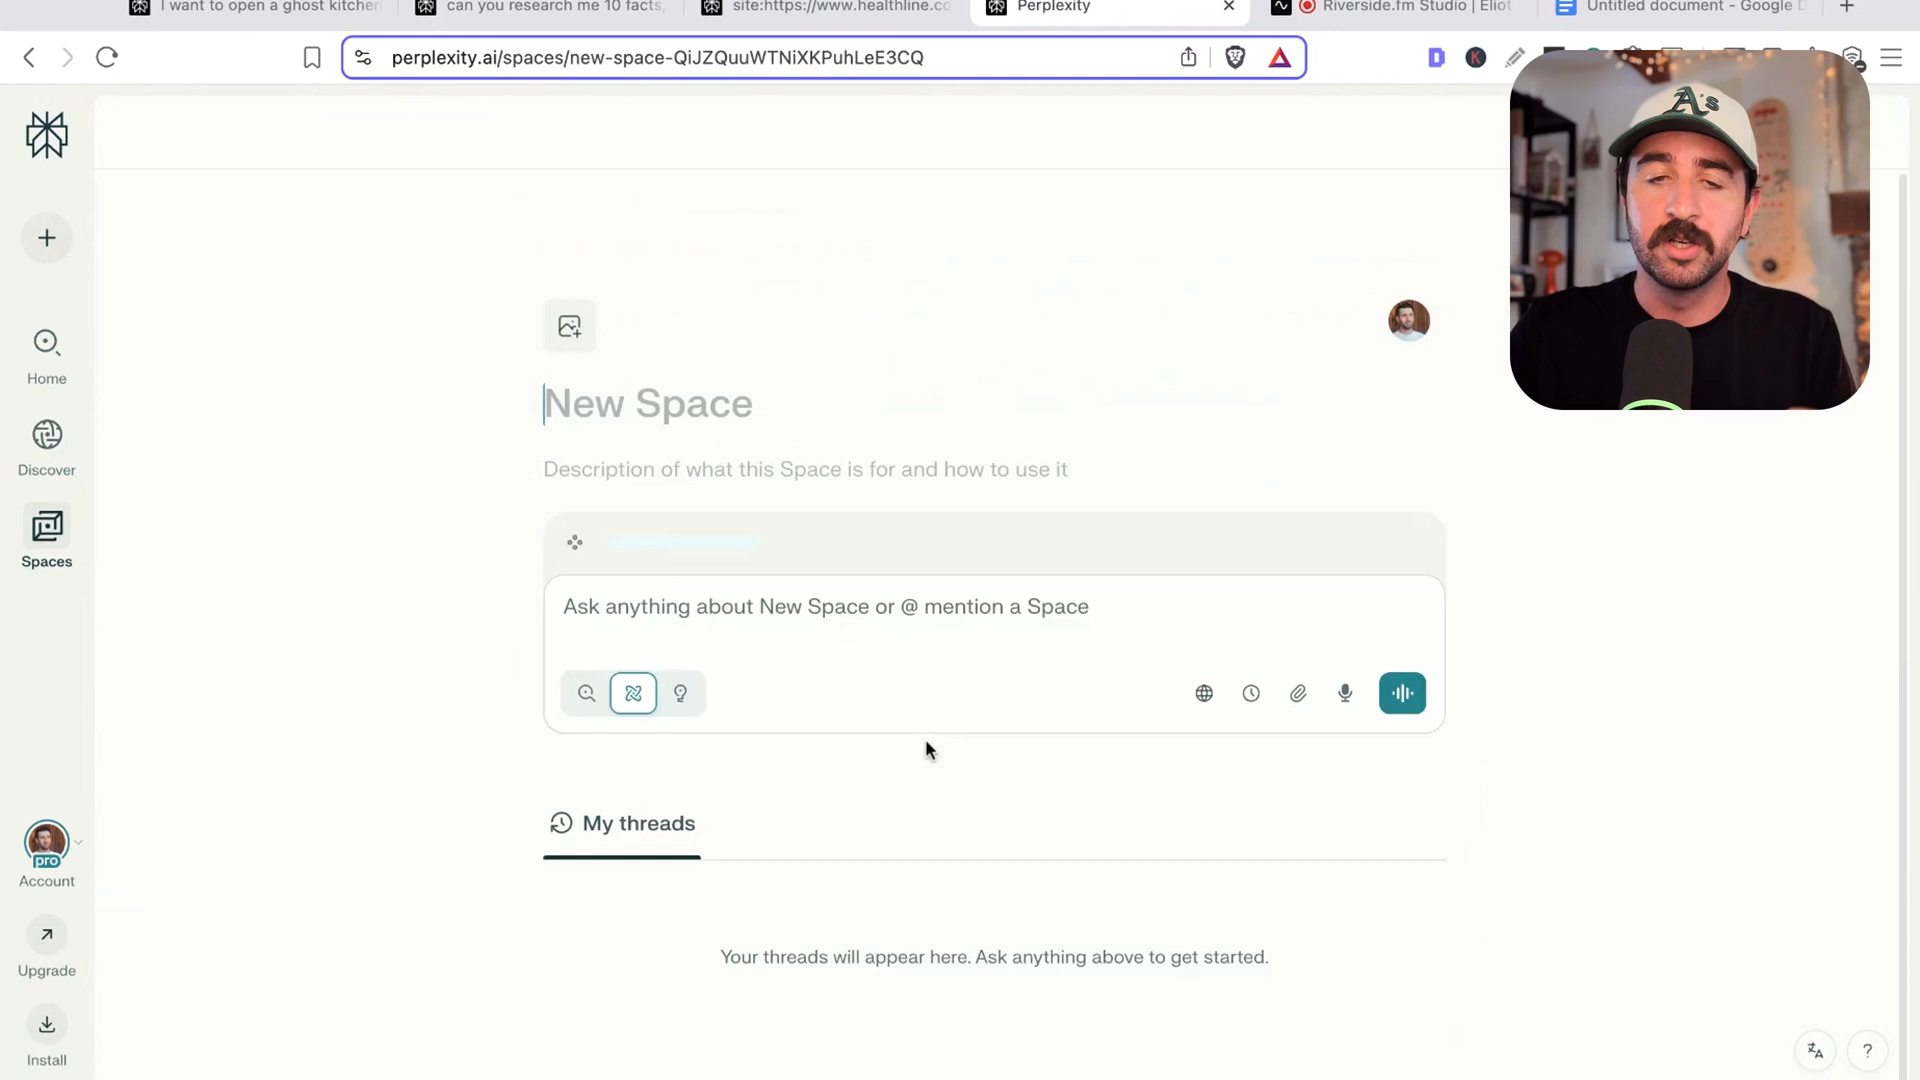 I want to open a ghost kitchen
can you research me 10 facts,
site:https://www.healthline.co
Perplexity
Riverside.fm Studio | Eliot
Untitled document - Google D
perplexity.ai/spaces/new-space-QiJZQuuWTNiXKPuhLeE3CQ
D
K
A's
Home
Discover
Spaces
pro
Account
Upgrade
Install
New Space
Description of what this Space is for and how to use it
Ask anything about New Space or @ mention a Space
My threads
Your threads will appear here. Ask anything above to get started.
?